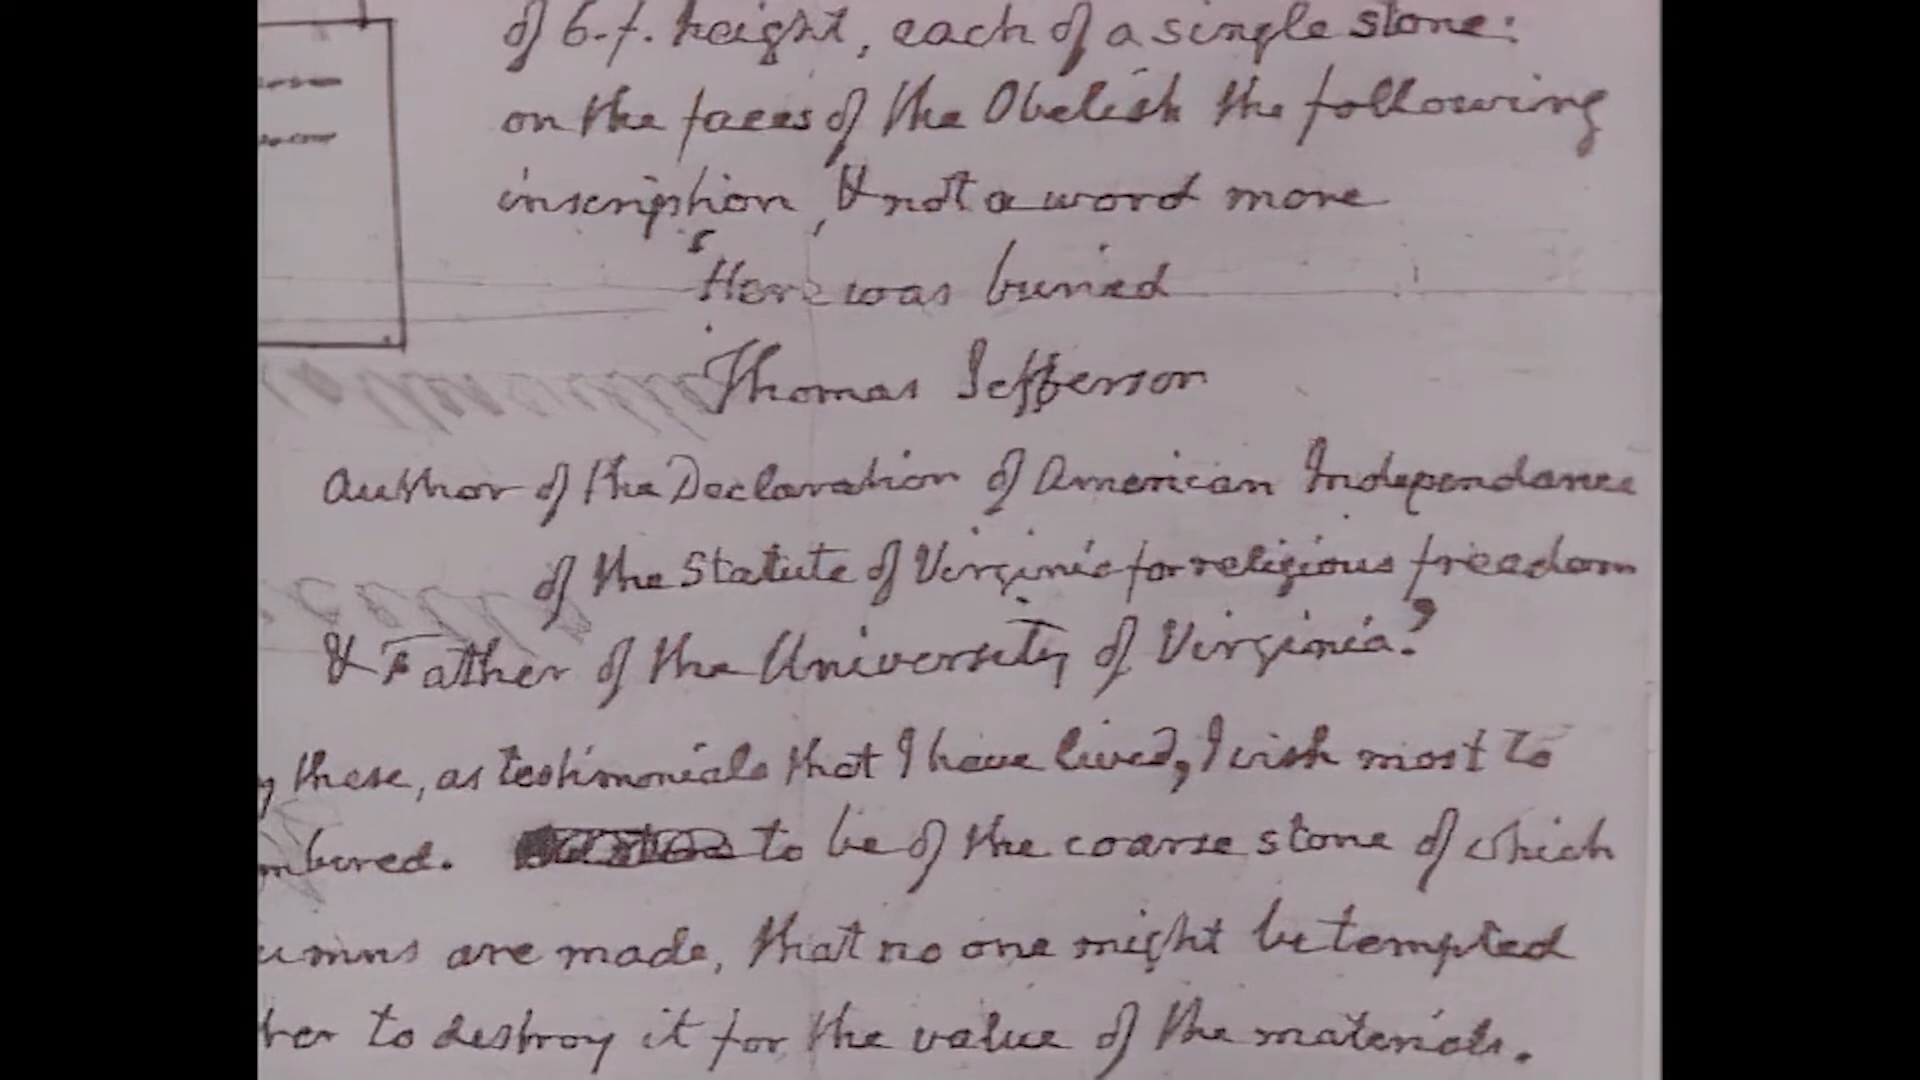 of 6. f. height, each of a single stone:
on the faces of the Obelisk the following
inscription, & not a word more
"Here was buried
Thomas Jefferson
Author of the Declaration of American Independance
of the Statute of Virginia for religious freedom
& Father of the University of Virginia."
these, as testimonials that I have lived, I wish most to
mbered. to be of the coarse stone of which
umns are made, that no one might be tempted
ter to destroy it for the value of the materials.